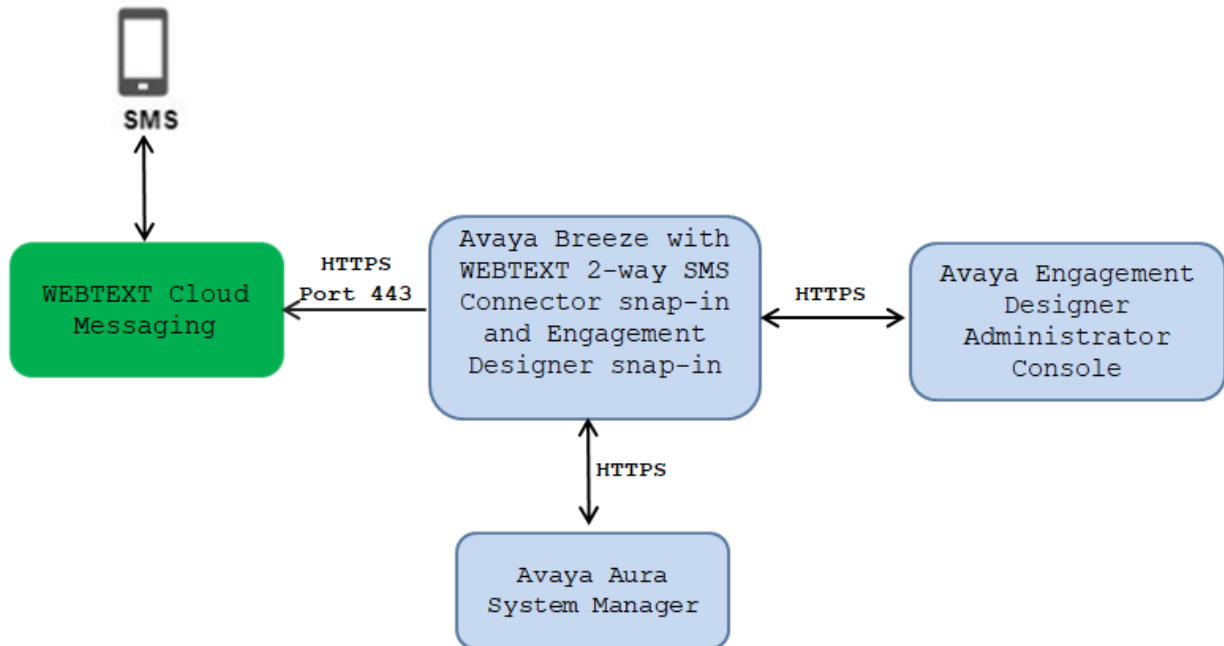 SMS
WEBTEXT Cloud
Messaging
HTTPS
Port 443
Avaya Breeze with
WEBTEXT 2-way SMS
Connector snap-in
and Engagement
Designer snap-in
HTTPS
Avaya Engagement
Designer
Administrator
Console
HTTPS
Avaya Aura
System Manager